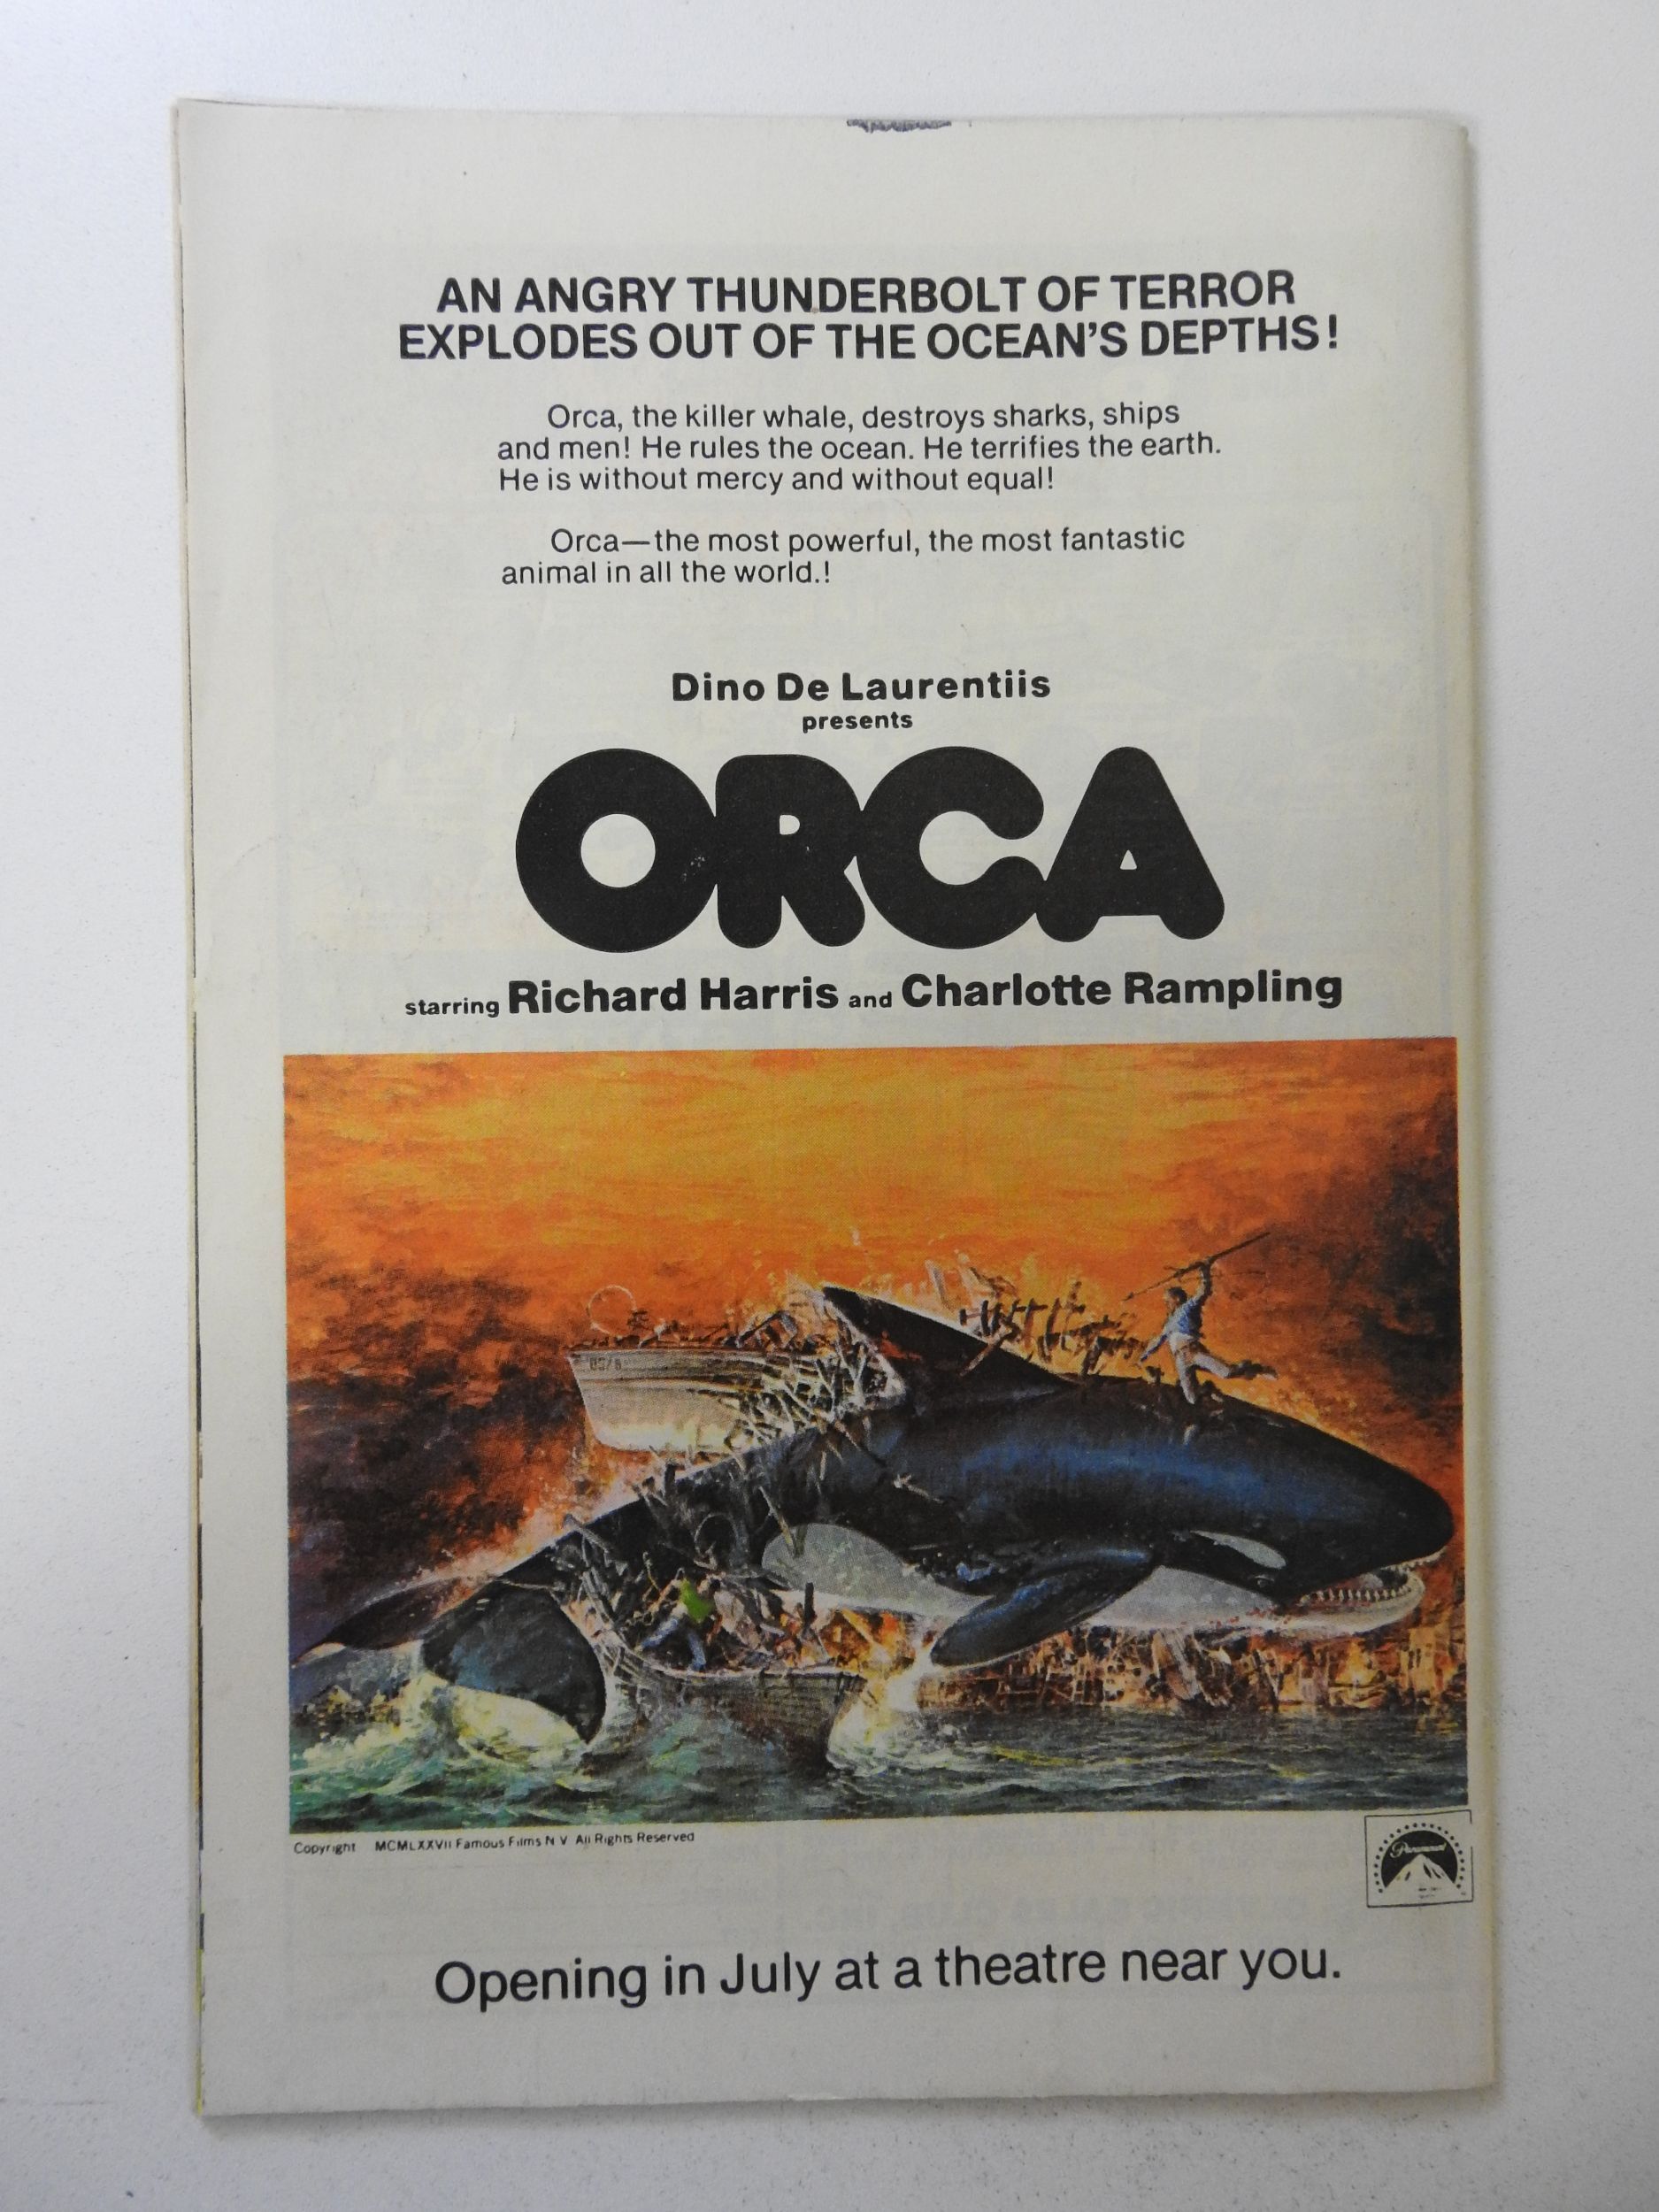 AN ANGRY THUNDERBOLT OF TERROR
EXPLODES OUT OF THE OCEAN'S DEPTHS!
Orca, the killer whale, destroys sharks, ships
and men! He rules the ocean. He terrifies the earth.
He is without mercy and without equal!
Orca—the most powerful, the most fantastic
animal in all the world.!
Dino De Laurentiis
presents
ORCA
starring Richard Harris and Charlotte Rampling
Copyright MCMLXXVII Famous Films N V All Rights Reserved
Paramount
Opening in July at a theatre near you.